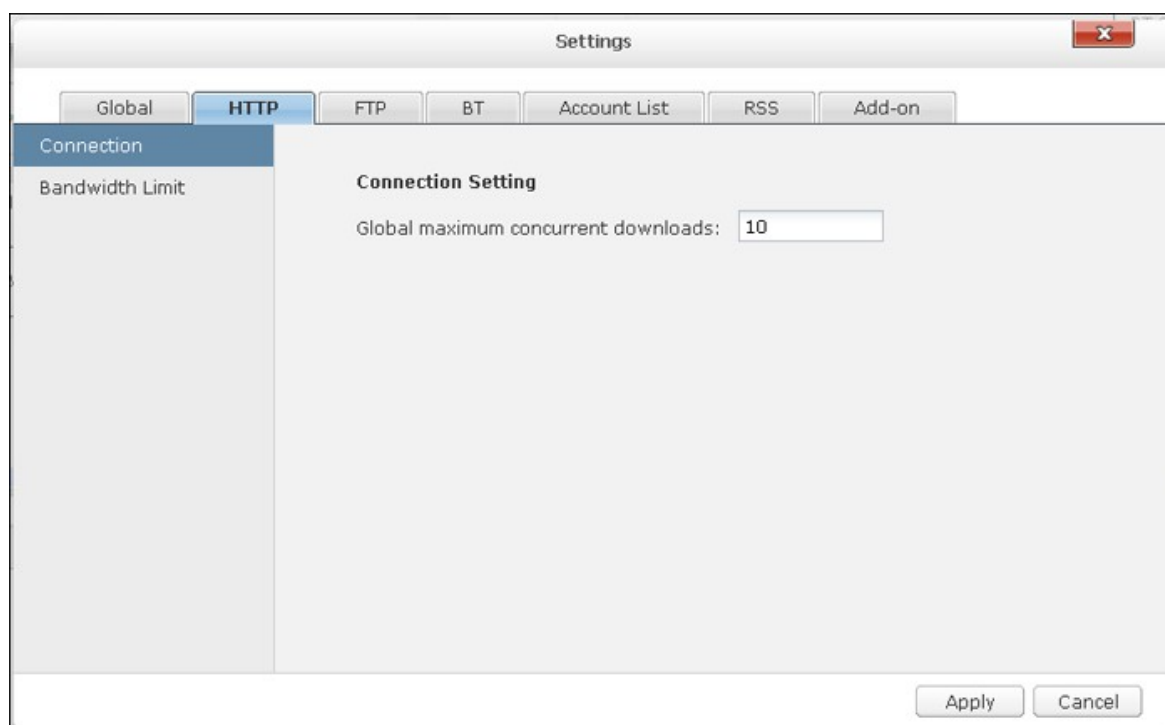 Settings
Global HTTP FTP BT Account List RSS Add-on
Connection
Bandwidth Limit
Connection Setting
Global maximum concurrent downloads: 10
Apply Cancel